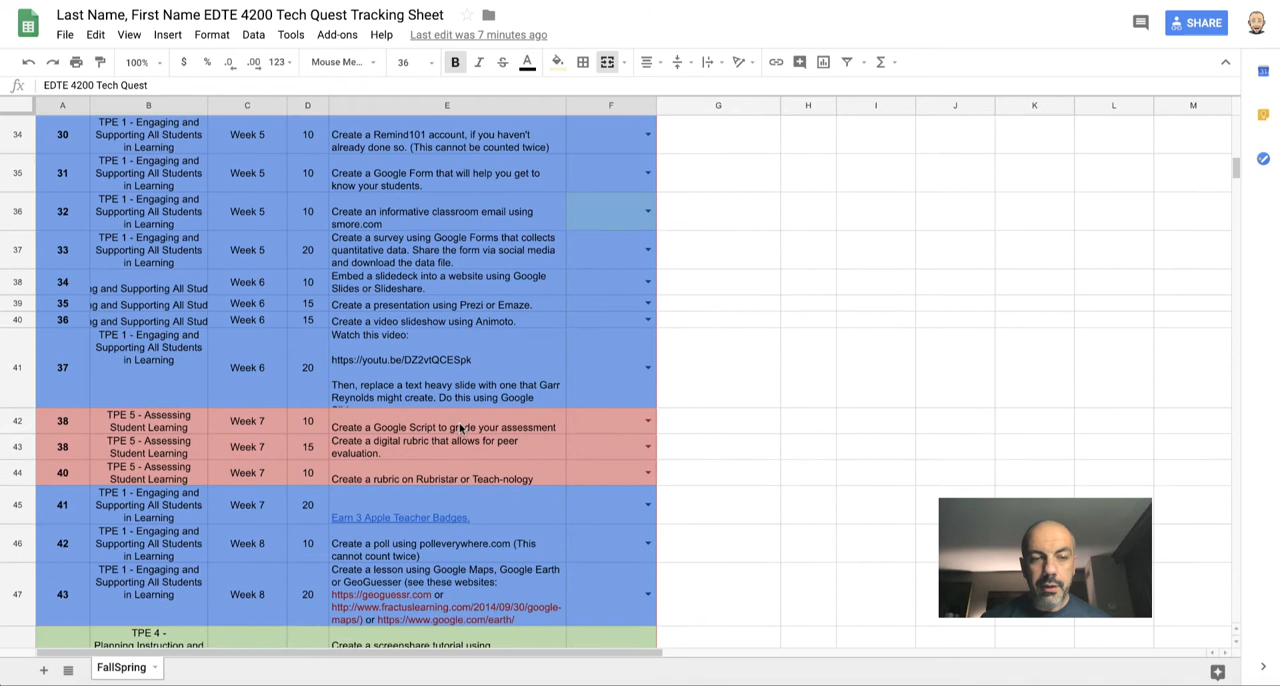 Last Name, First Name EDTE 4200 Tech Quest Tracking Sheet
File Edit View Insert Format Data Tools Add-ons Help Last edit was 7 minutes ago
SHARE
100% $ % .0 .00 123 Mouse Me... 36 B I S A
fx EDTE 4200 Tech Quest
A B C D E F G H I J K L M
34 30 TPE 1 - Engaging and Supporting All Students in Learning Week 5 10 Create a Remind101 account, if you haven't already done so. (This cannot be counted twice)
35 31 TPE 1 - Engaging and Supporting All Students in Learning Week 5 10 Create a Google Form that will help you get to know your students.
36 32 TPE 1 - Engaging and Supporting All Students in Learning Week 5 10 Create an informative classroom email using smore.com
37 33 TPE 1 - Engaging and Supporting All Students in Learning Week 5 20 Create a survey using Google Forms that collects quantitative data. Share the form via social media and download the data file.
38 34 ng and Supporting All Stud Week 6 10 Embed a slidedeck into a website using Google Slides or Slideshare.
39 35 ng and Supporting All Stud Week 6 15 Create a presentation using Prezi or Emaze.
40 36 ng and Supporting All Stud Week 6 15 Create a video slideshow using Animoto.
41 37 TPE 1 - Engaging and Supporting All Students in Learning Week 6 20 Watch this video:
https://youtu.be/DZ2vtQCESpk
Then, replace a text heavy slide with one that Garr
Reynolds might create. Do this using Google
42 38 TPE 5 - Assessing Student Learning Week 7 10 Create a Google Script to grade your assessment
43 38 TPE 5 - Assessing Student Learning Week 7 15 Create a digital rubric that allows for peer evaluation.
44 40 TPE 5 - Assessing Student Learning Week 7 10 Create a rubric on Rubristar or Teach-nology
45 41 TPE 1 - Engaging and Supporting All Students in Learning Week 7 20 Earn 3 Apple Teacher Badges.
46 42 TPE 1 - Engaging and Supporting All Students in Learning Week 8 10 Create a poll using polleverywhere.com (This cannot count twice)
47 43 TPE 1 - Engaging and Supporting All Students in Learning Week 8 20 Create a lesson using Google Maps, Google Earth
or GeoGuesser (see these websites:
https://geoguessr.com or
http://www.fractuslearning.com/2014/09/30/google-
maps/) or https://www.google.com/earth/
TPE 4 -
Planning Instruction and Create a screenshare tutorial using
FallSpring